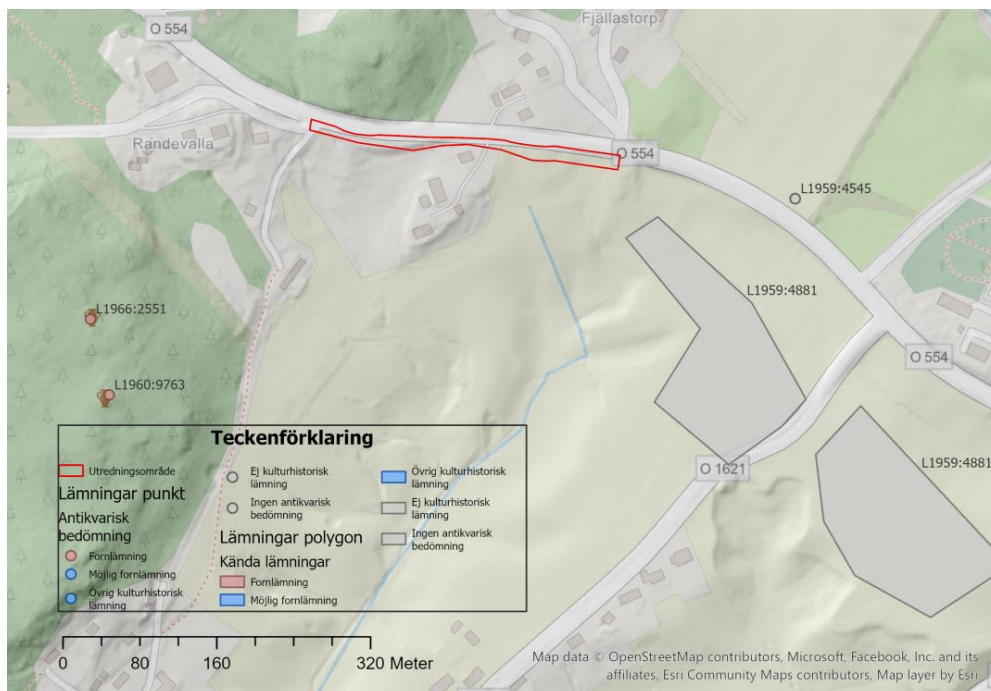 Fjällastorp
O 554
Randevalla
O 554
L1959:4545
L1959:4881
L1966:2551
O 554
L1960:9763
L1959:4881
O 1621
Teckenförklaring
Utredningsområde
Lämningar punkt
Antikvarisk
bedömning
Fornlämning
Möjlig fornlämning
Övrig kulturhistorisk
lämning
Ej kulturhistorisk
lämning
Ingen antikvarisk
bedömning
Lämningar polygon
Kända lämningar
Fornlämning
Möjlig fornlämning
Övrig kulturhistorisk
lämning
Ej kulturhistorisk
lämning
Ingen antikvarisk
bedömning
0 80 160 320 Meter
Map data © OpenStreetMap contributors, Microsoft, Facebook, Inc. and its
affiliates, Esri Community Maps contributors, Map layer by Esri